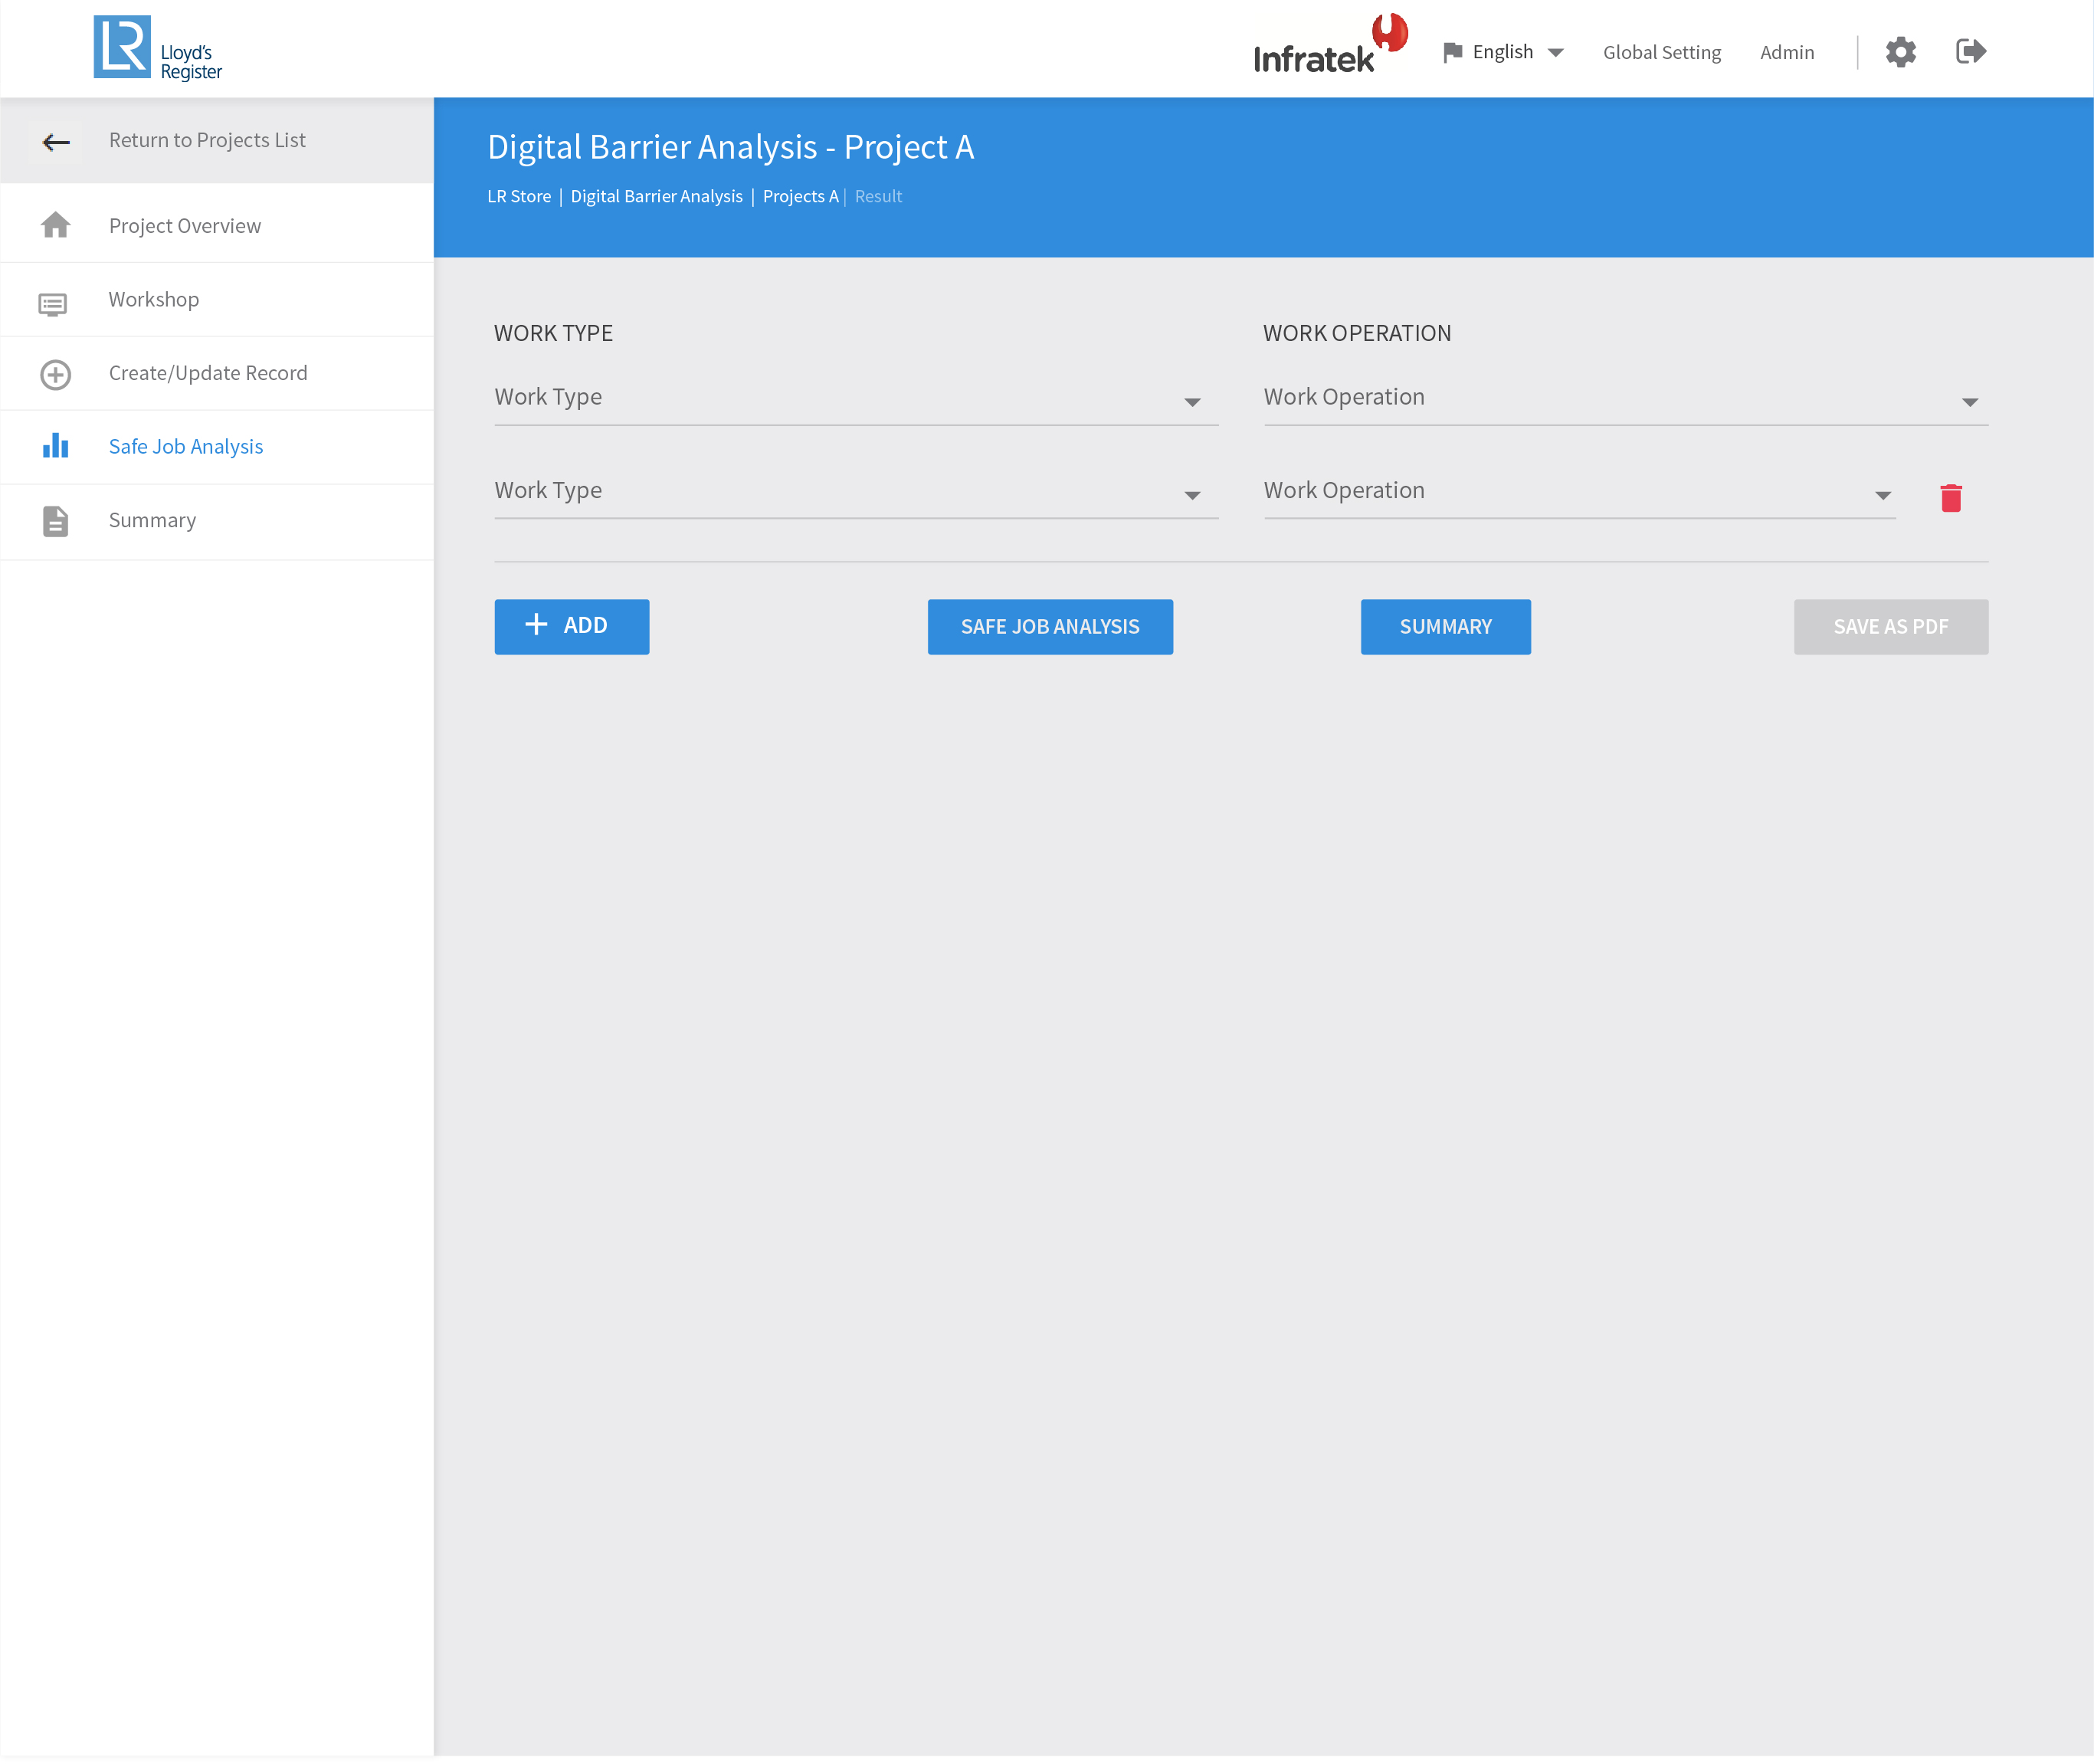 LR Lloyd's
Register
Infratek
English
Global Setting
Admin
Return to Projects List
Project Overview
Workshop
Create/Update Record
Safe Job Analysis
Summary
Digital Barrier Analysis - Project A
LR Store | Digital Barrier Analysis | Projects A | Result
WORK TYPE
WORK OPERATION
Work Type
Work Operation
Work Type
Work Operation
+ ADD
SAFE JOB ANALYSIS
SUMMARY
SAVE AS PDF